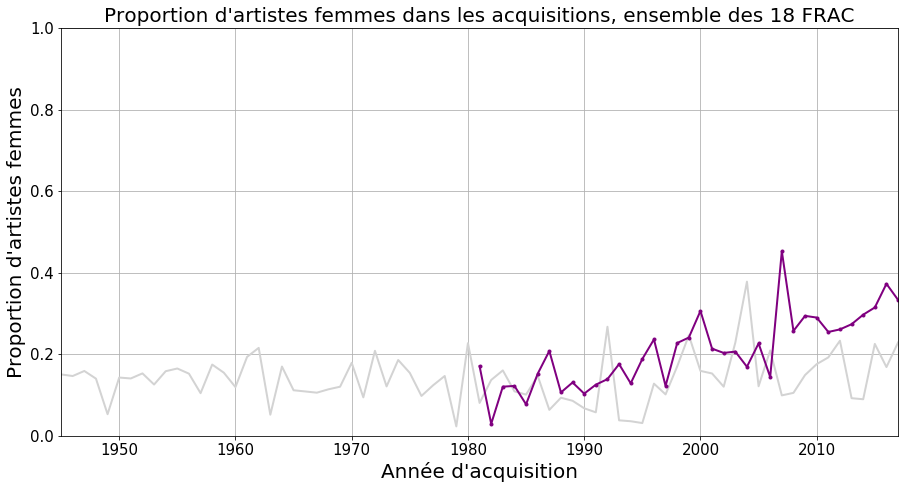 Proportion d'artistes femmes dans les acquisitions, ensemble des 18 FRAC
Proportion d'artistes femmes
1.0
0.8
0.6
0.4
0.2
0.0
1950 1960 1970 1980 1990 2000 2010
Année d'acquisition